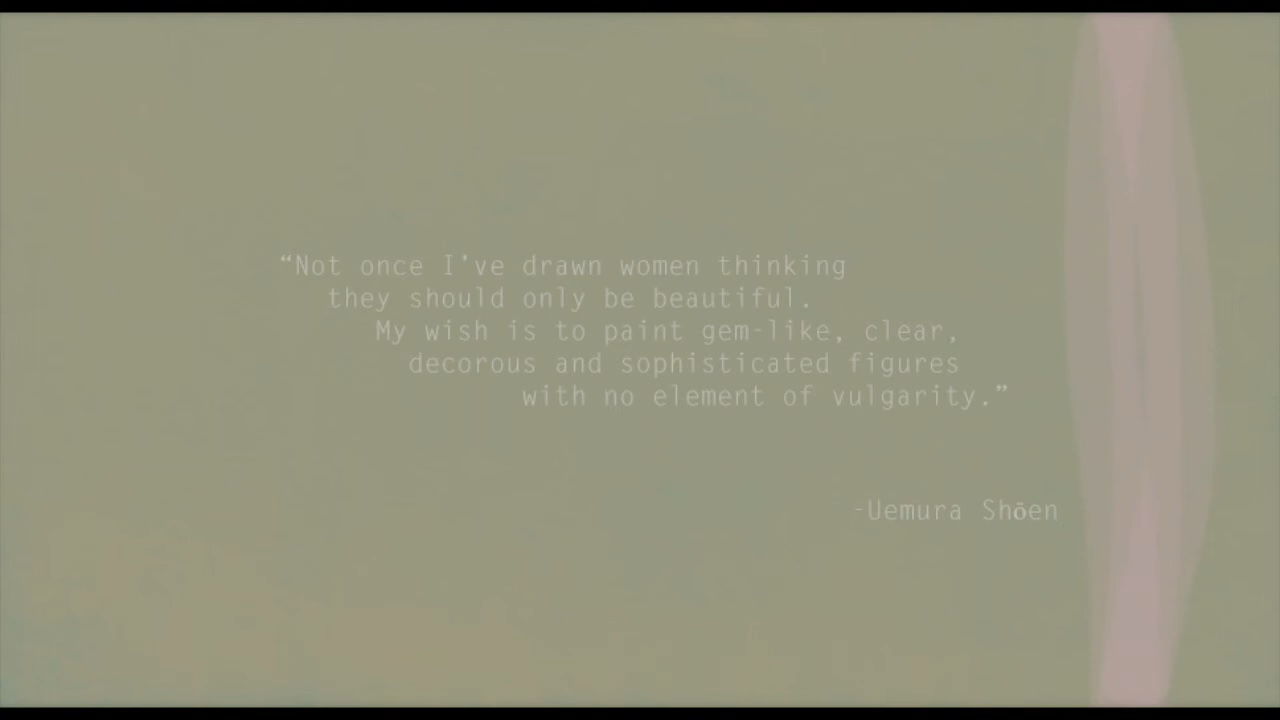 “Not once I've drawn women thinking
they should only be beautiful.
My wish is to paint gem-like, clear,
decorous and sophisticated figures
with no element of vulgarity.”
-Uemura Shōen